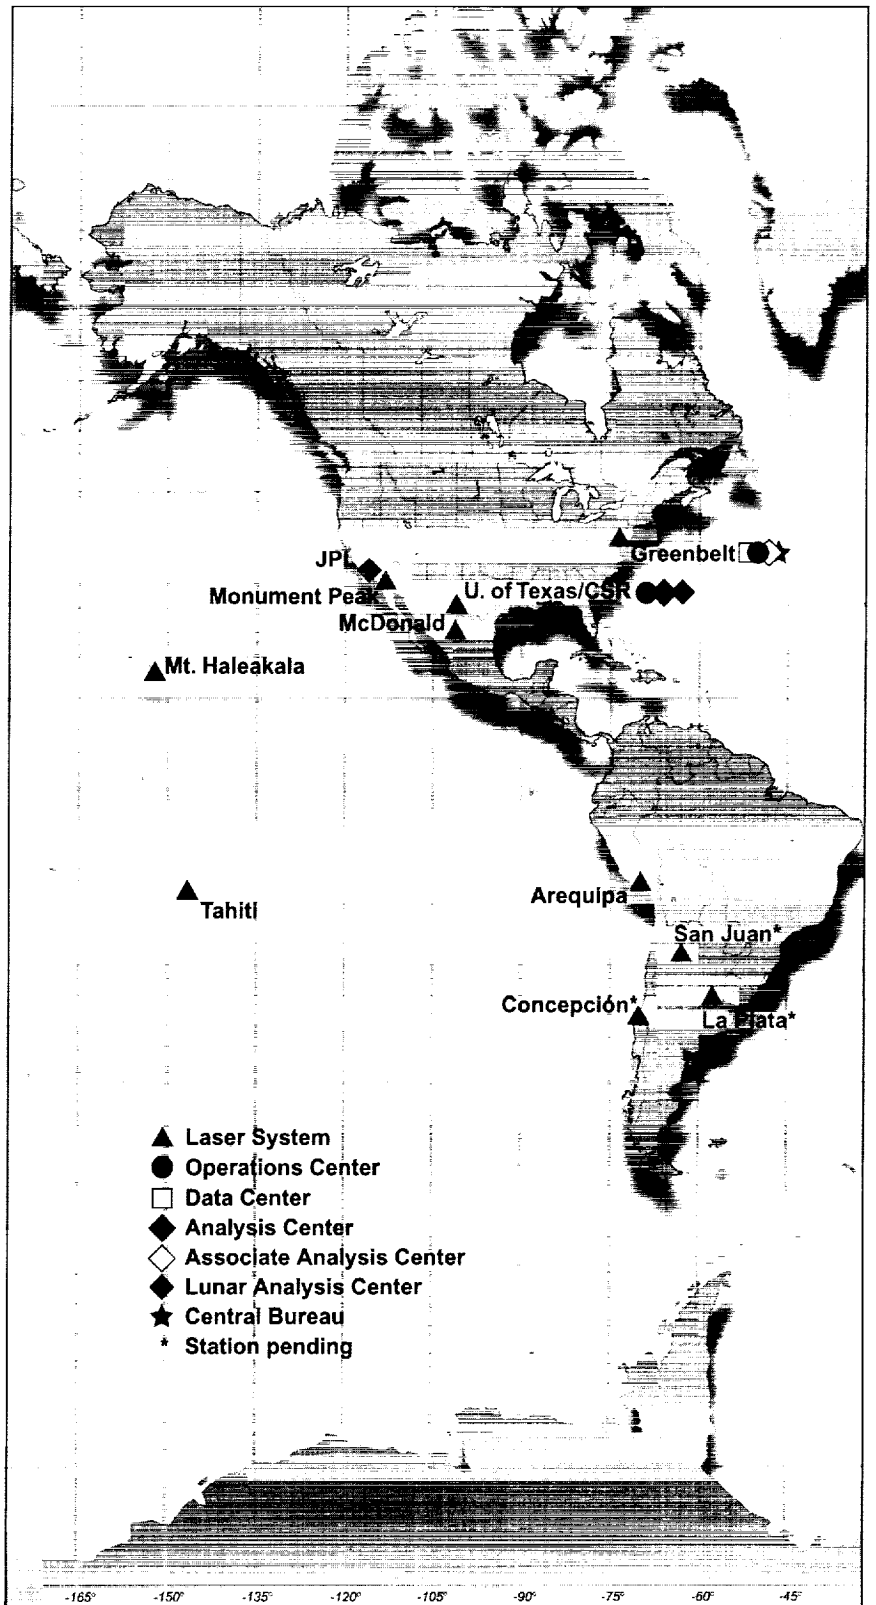 Greenbelt
JPL
U. of Texas/CSR
Monument Peak
McDonald
Mt. Haleakala
Arequipa
Tahiti
San Juan*
Concepción*
La Plata*
Laser System
Operations Center
Data Center
Analysis Center
Associate Analysis Center
Lunar Analysis Center
Central Bureau
* Station pending
-165° -150° -135° -120° -105° -90° -75° -60° -45°